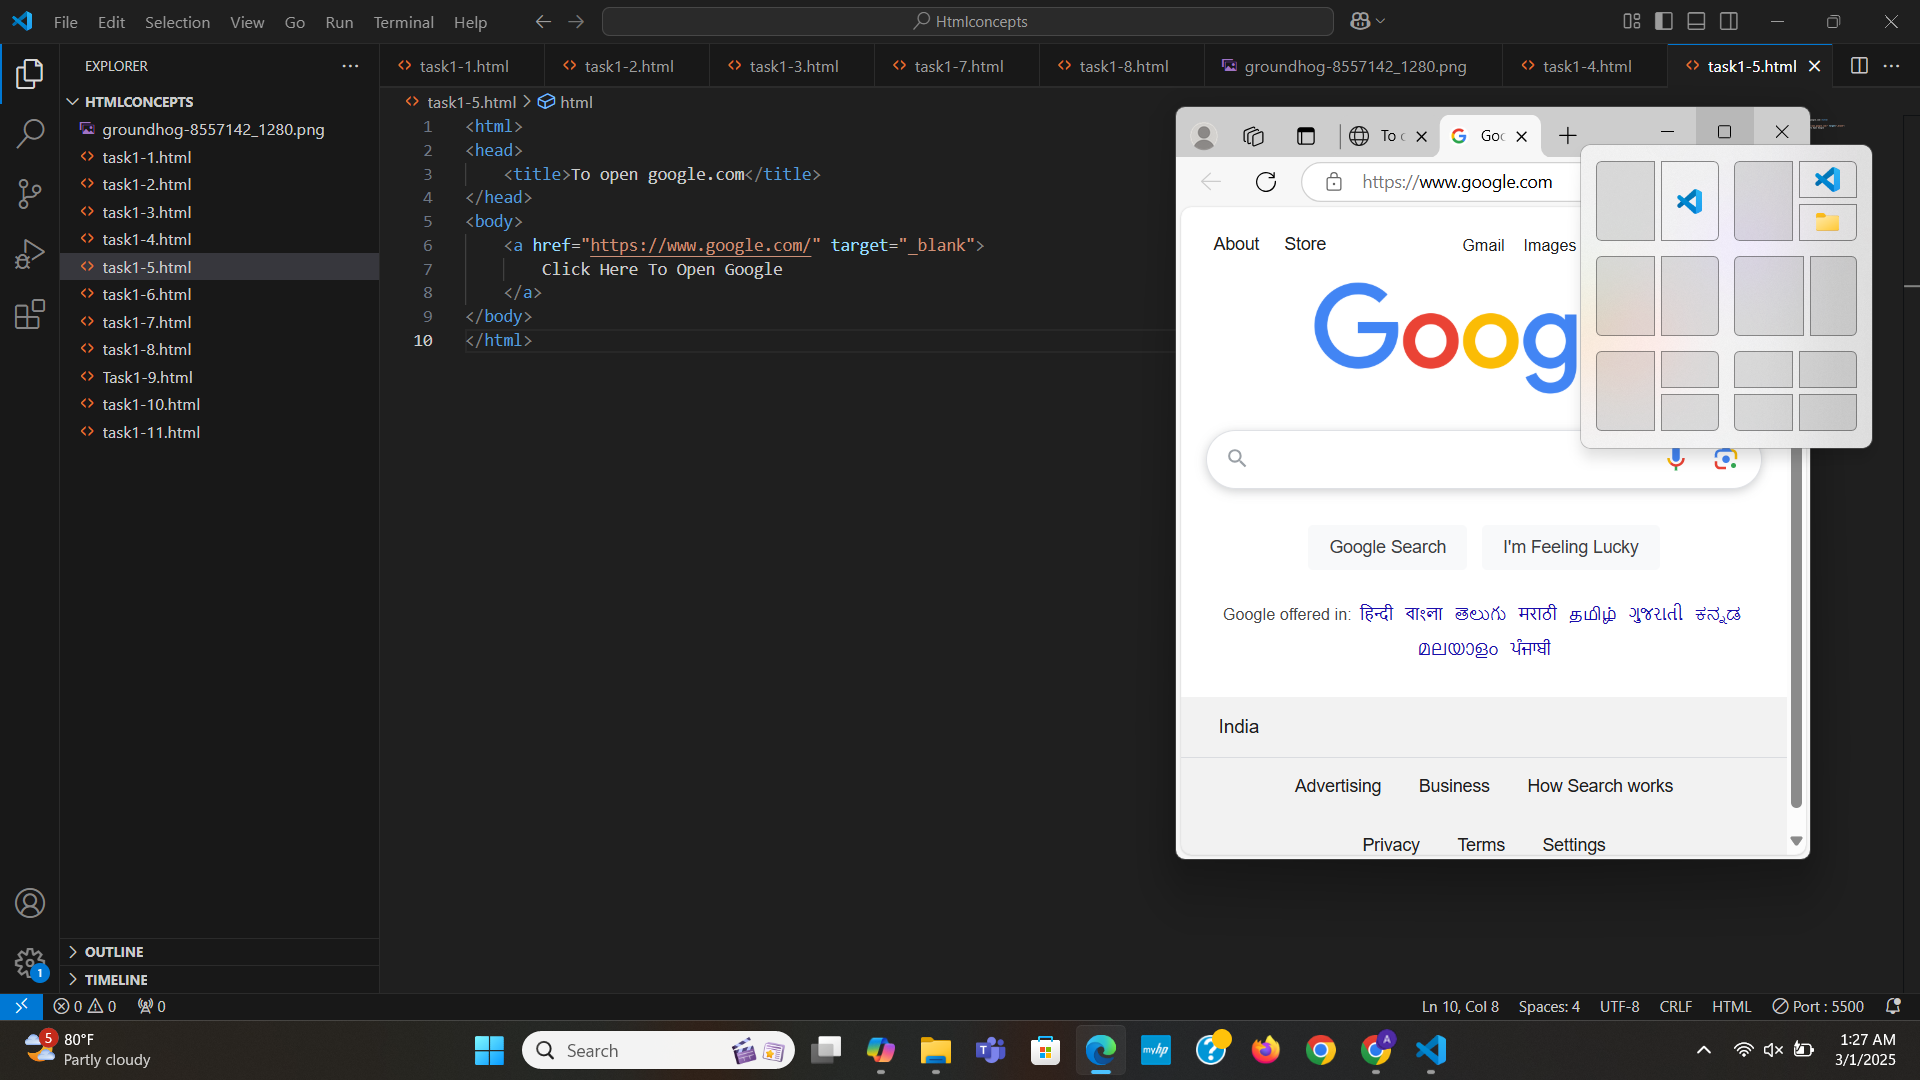 File Edit Selection View Go Run Terminal Help
Htmlconcepts
EXPLORER
HTMLCONCEPTS
groundhog-8557142_1280.png
task1-1.html
task1-2.html
task1-3.html
task1-4.html
task1-5.html
task1-6.html
task1-7.html
task1-8.html
Task1-9.html
task1-10.html
task1-11.html
OUTLINE
TIMELINE
1
task1-1.html task1-2.html task1-3.html task1-7.html task1-8.html groundhog-8557142_1280.png task1-4.html task1-5.html
task1-5.html > html
1 <html>
2 <head>
3 <title>To open google.com</title>
4 </head>
5 <body>
6 <a href="https://www.google.com/" target="_blank">
7 Click Here To Open Google
8 </a>
9 </body>
10 </html>
To
https://www.google.com
About Store Gmail Images
Goog
Google Search I'm Feeling Lucky
Google offered in: हिन्दी বাংলা తెలుగు मराठी தமிழ் ગુજરાતી ಕನ್ನಡ
മലയാളം ਪੰਜਾਬੀ
India
Advertising Business How Search works
Privacy Terms Settings
0 0 0
Ln 10, Col 8 Spaces: 4 UTF-8 CRLF HTML Port : 5500
5
80°F
Partly cloudy
Search
myhp
A
1:27 AM
3/1/2025